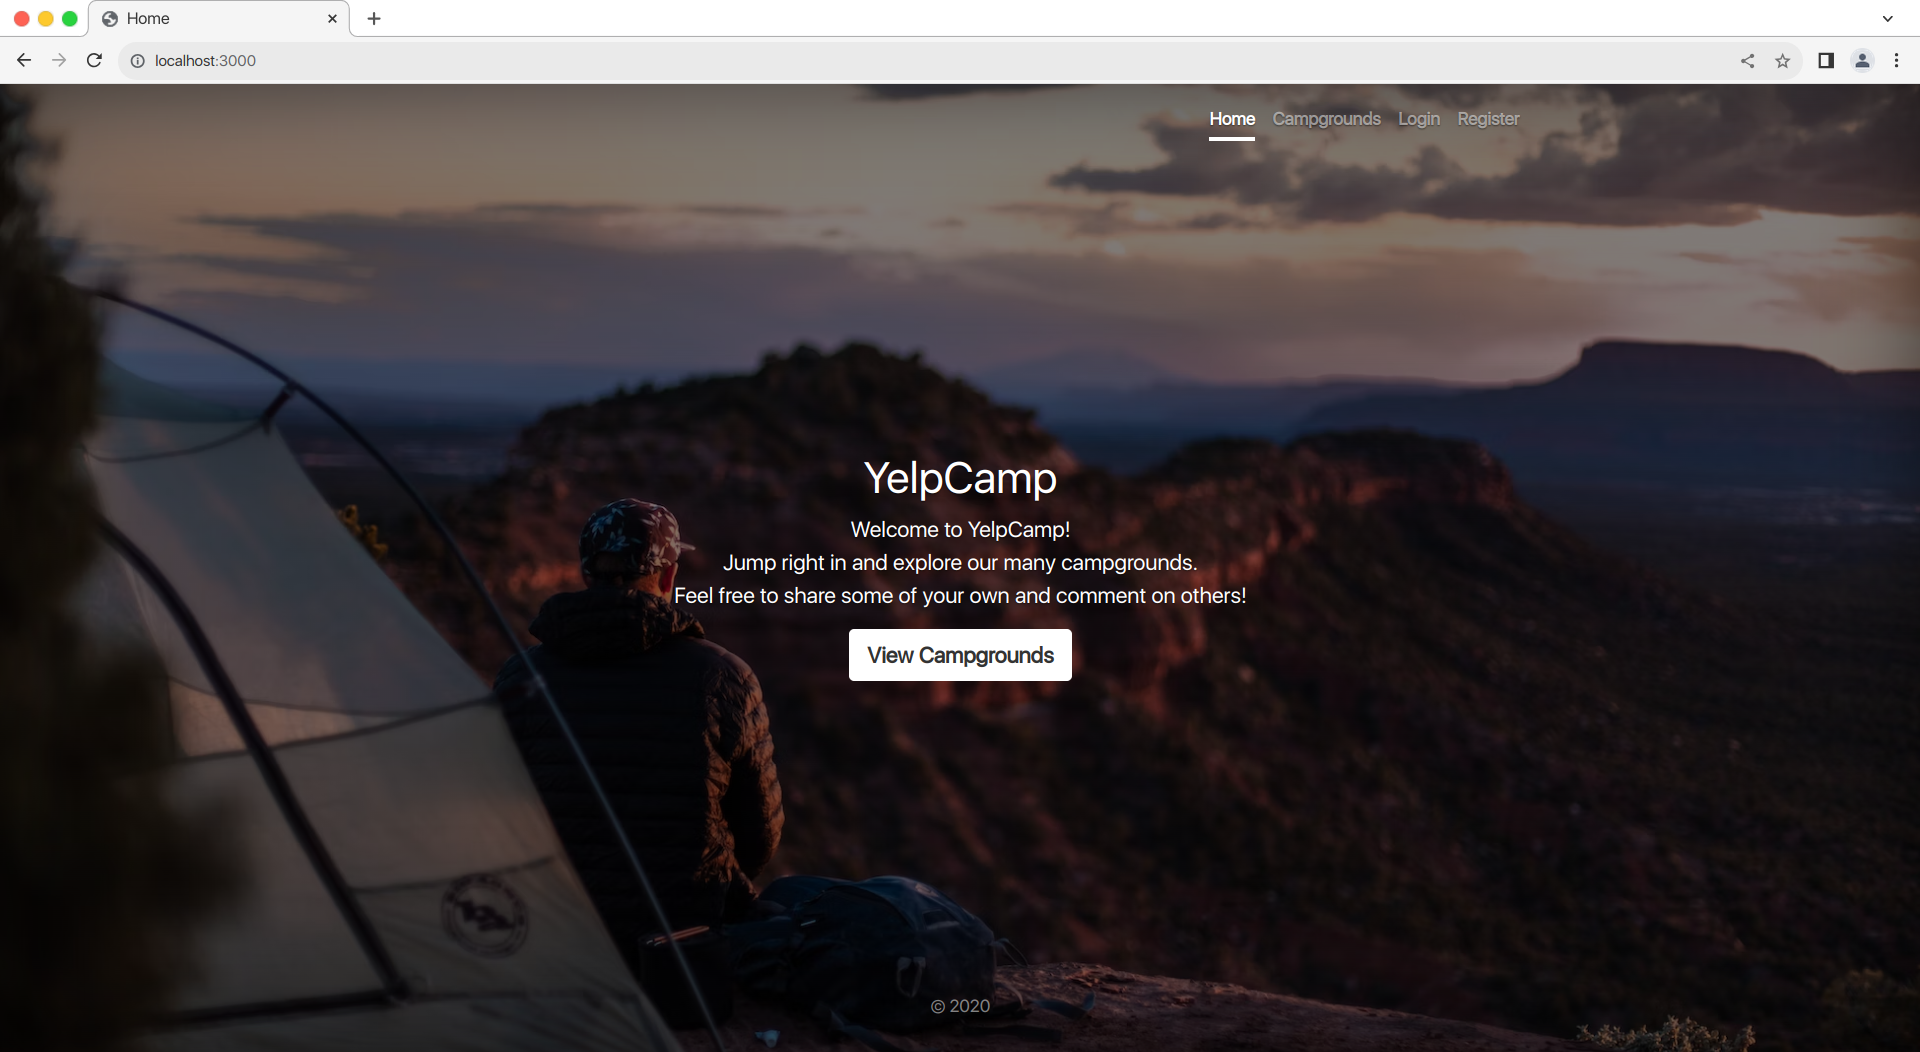 Home
localhost:3000
Home Campgrounds Login Register
YelpCamp
Welcome to YelpCamp!
Jump right in and explore our many campgrounds.
Feel free to share some of your own and comment on others!
View Campgrounds
© 2020